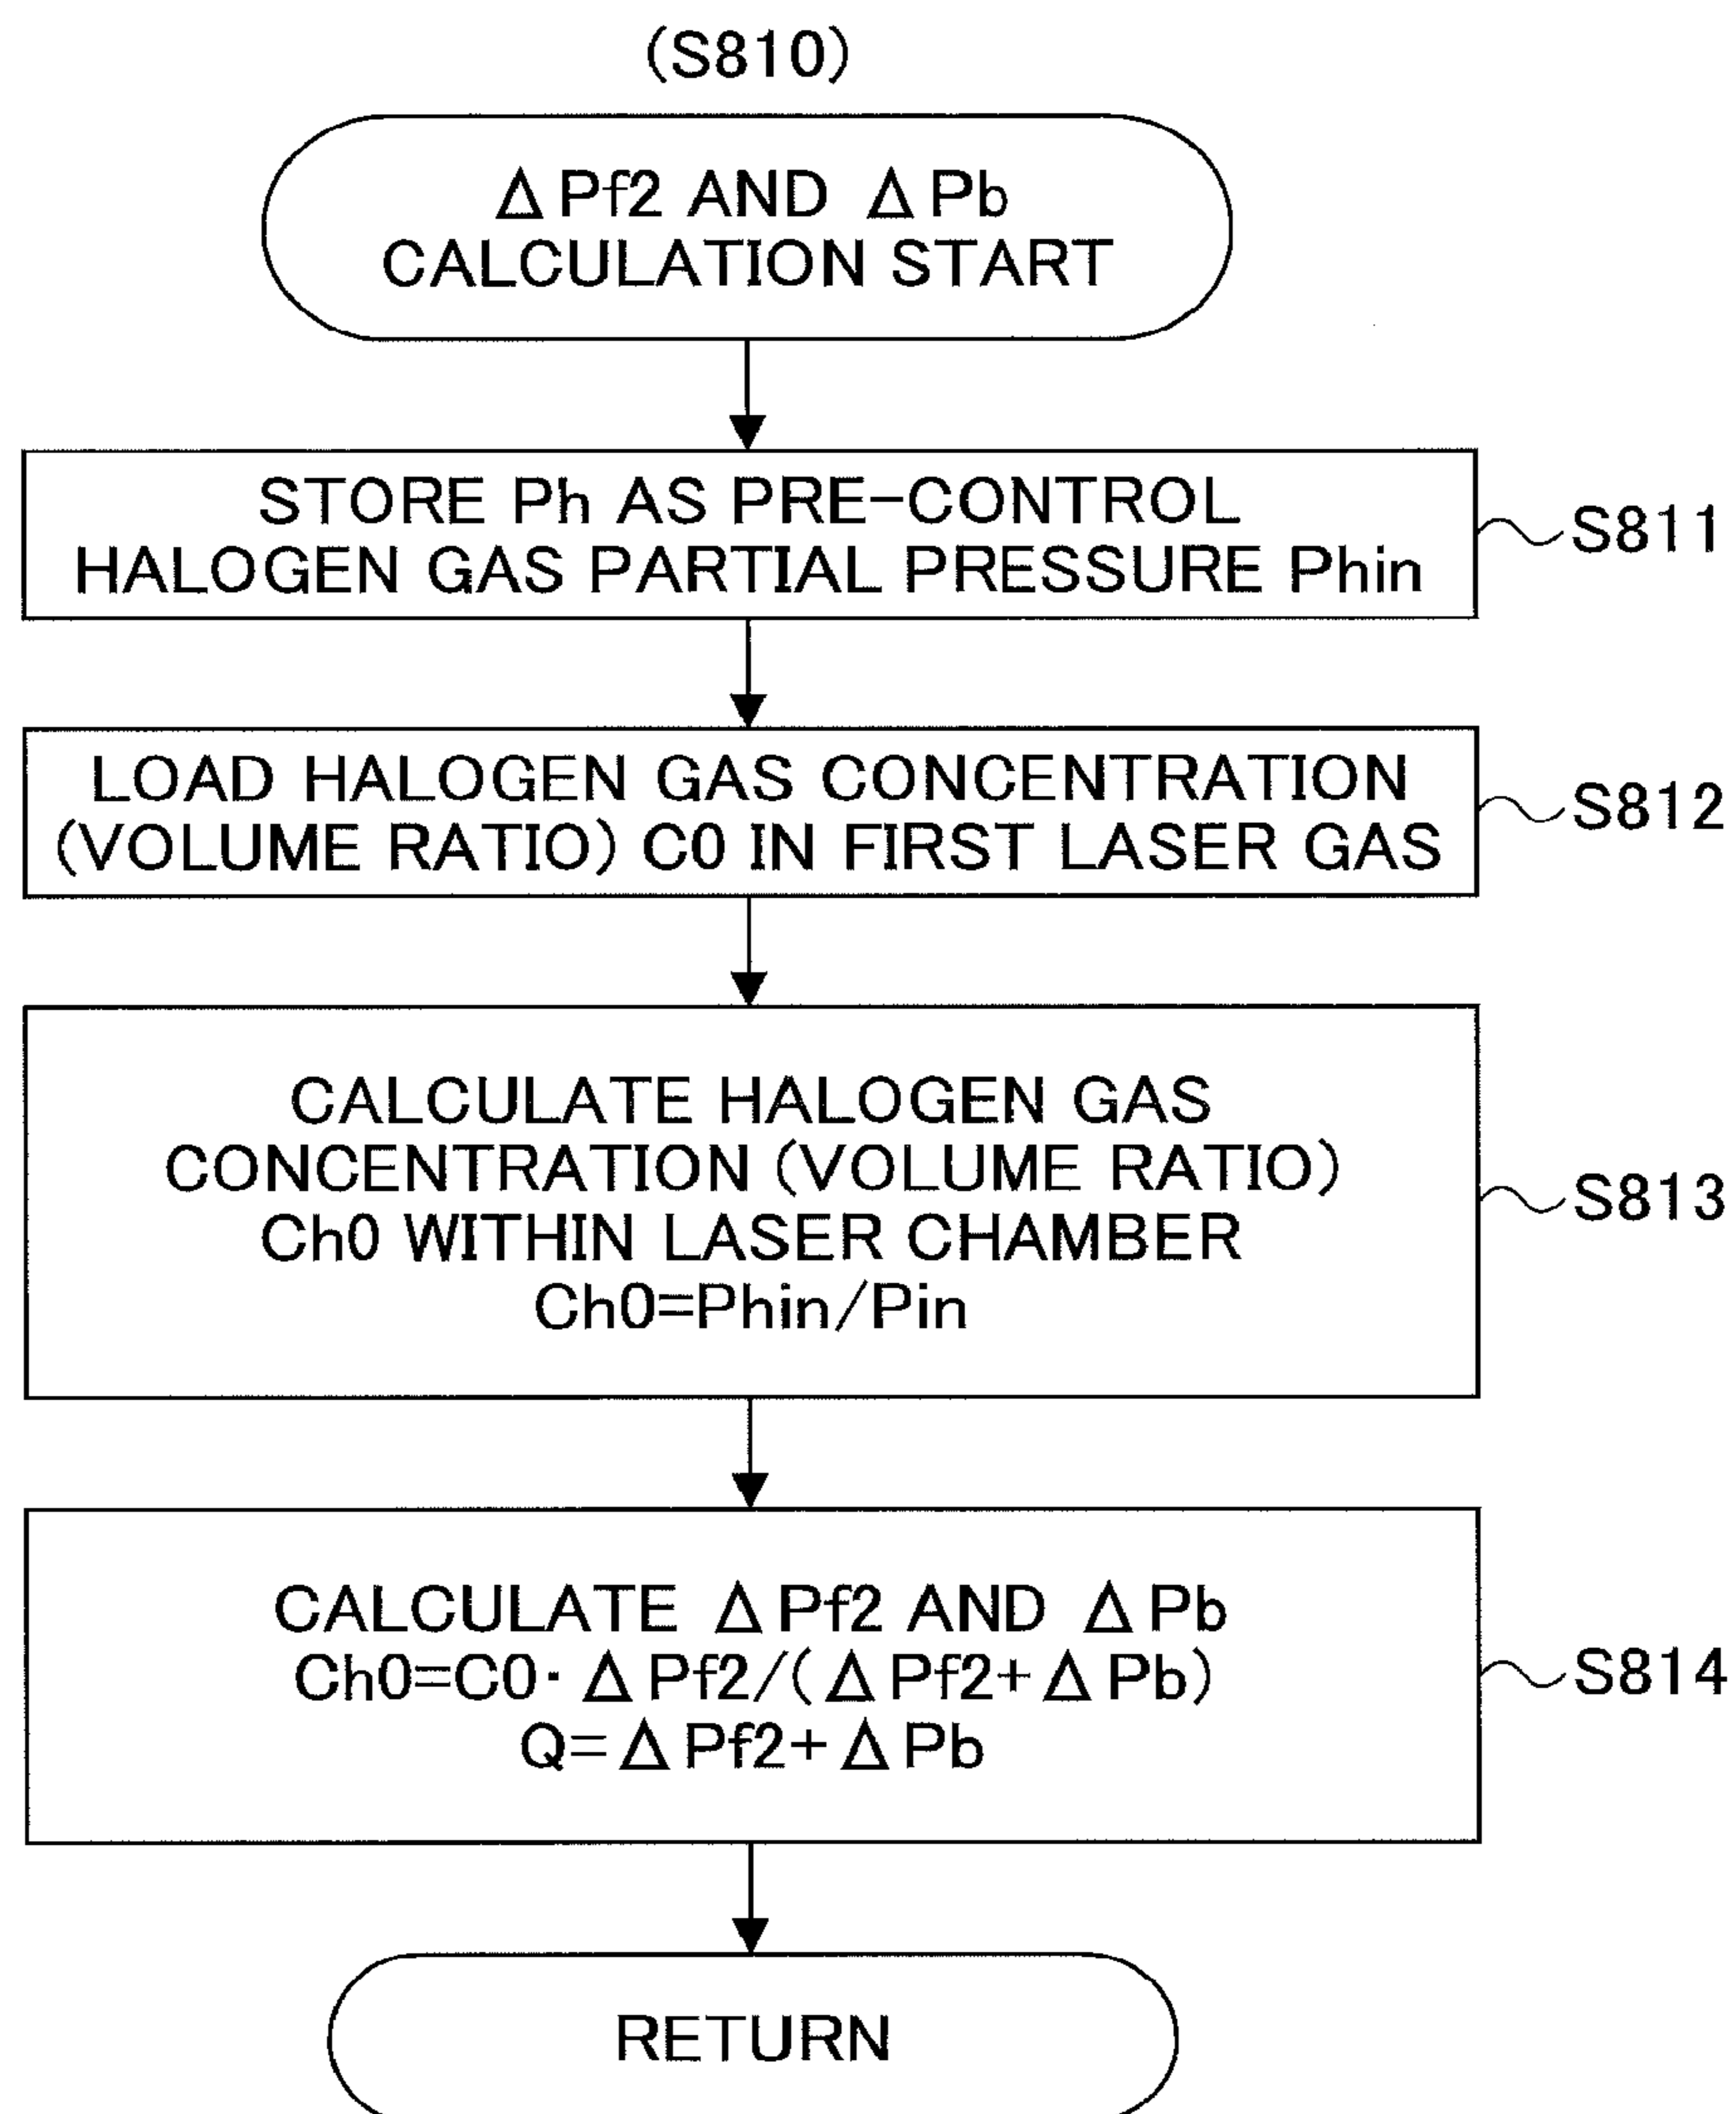 (S810)
ΔPf2 AND ΔPb
CALCULATION START
STORE Ph AS PRE-CONTROL
HALOGEN GAS PARTIAL PRESSURE Phin
S811
LOAD HALOGEN GAS CONCENTRATION
(VOLUME RATIO) C0 IN FIRST LASER GAS
S812
CALCULATE HALOGEN GAS
CONCENTRATION (VOLUME RATIO)
Ch0 WITHIN LASER CHAMBER
Ch0=Phin/Pin
S813
CALCULATE ΔPf2 AND ΔPb
Ch0=C0·ΔPf2/(ΔPf2+ΔPb)
Q=ΔPf2+ΔPb
S814
RETURN